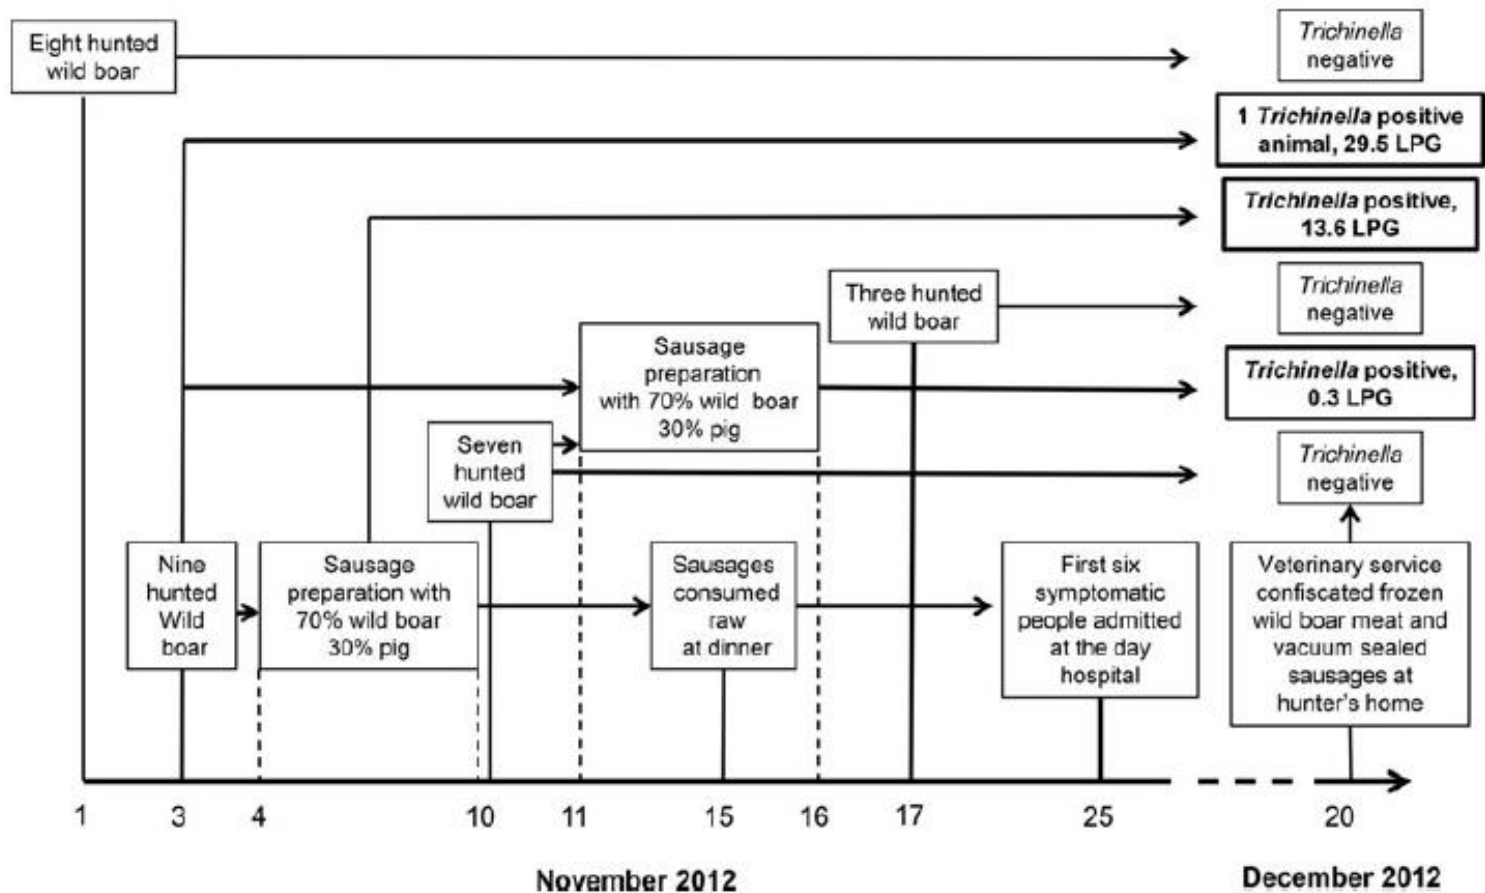 Eight hunted
wild boar
Trichinella
negative
1 Trichinella positive
animal, 29.5 LPG
Trichinella positive,
13.6 LPG
Three hunted
wild boar
Trichinella
negative
Sausage
preparation
with 70% wild boar
30% pig
Trichinella positive,
0.3 LPG
Seven
hunted
wild boar
Trichinella
negative
Nine
hunted
Wild
boar
Sausage
preparation with
70% wild boar
30% pig
Sausages
consumed
raw
at dinner
First six
symptomatic
people admitted
at the day
hospital
Veterinary service
confiscated frozen
wild boar meat and
vacuum sealed
sausages at
hunter's home
1 3 4 10 11 15 16 17 25 20
November 2012 December 2012